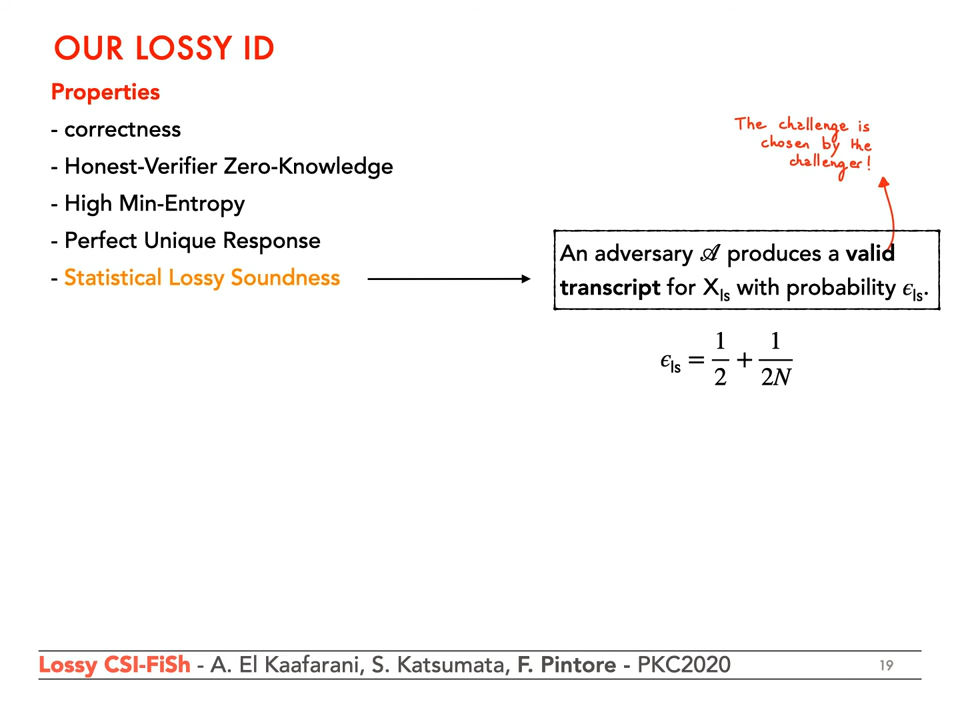 OUR LOSSY ID
Properties
- correctness
- Honest-Verifier Zero-Knowledge
- High Min-Entropy
- Perfect Unique Response
- Statistical Lossy Soundness
The challenge is
chosen by the
challenger!
An adversary 𝒜 produces a valid
transcript for X_ls with probability ϵ_ls.
ϵ_ls = 1/2 + 1/2N
Lossy CSI-FiSh - A. El Kaafarani, S. Katsumata, F. Pintore - PKC2020
19